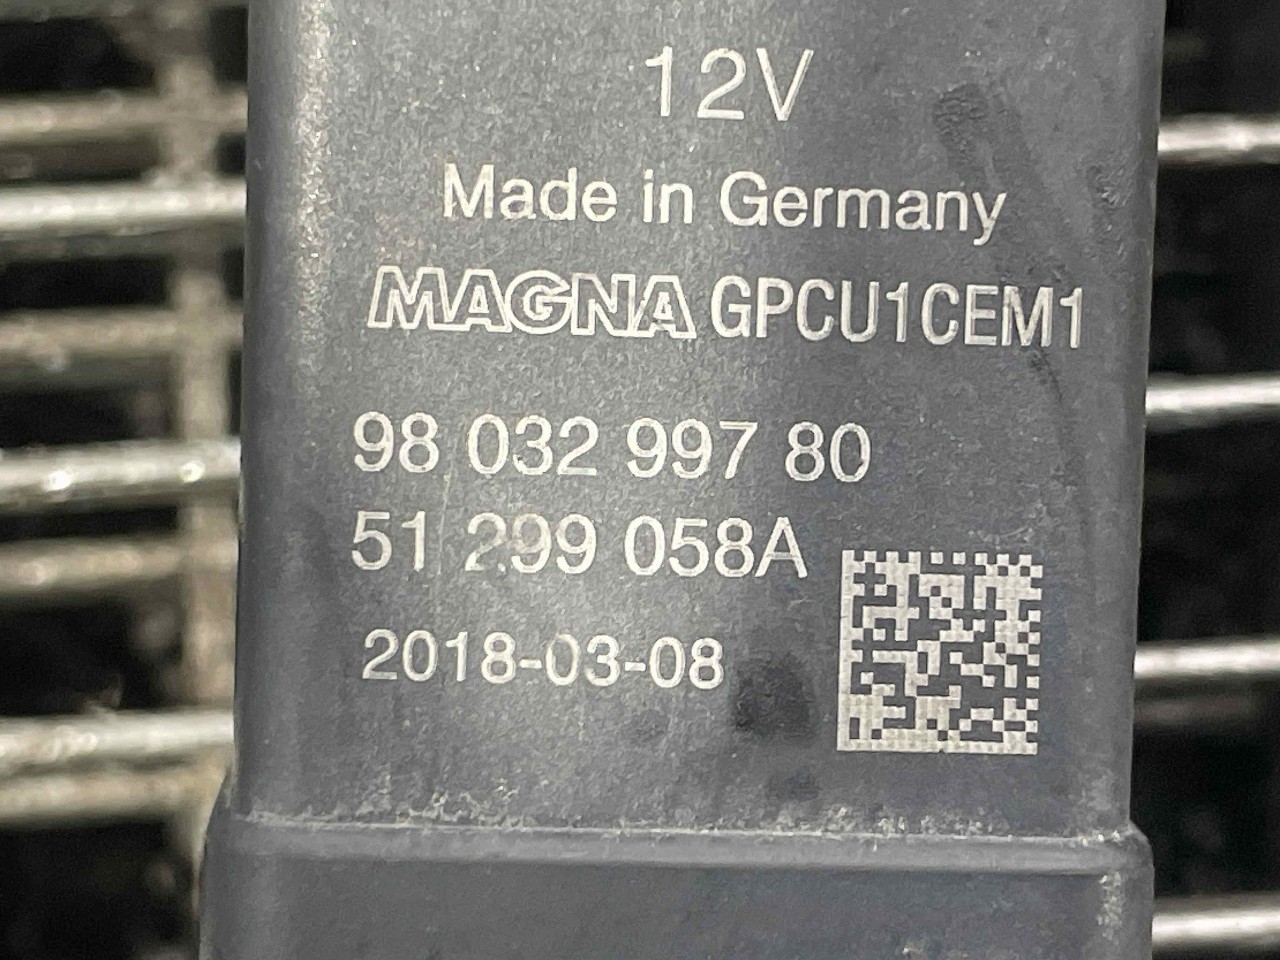 12V
Made in Germany
MAGNA GPCU1CEM1
98 032 997 80
51 299 058A
2018-03-08